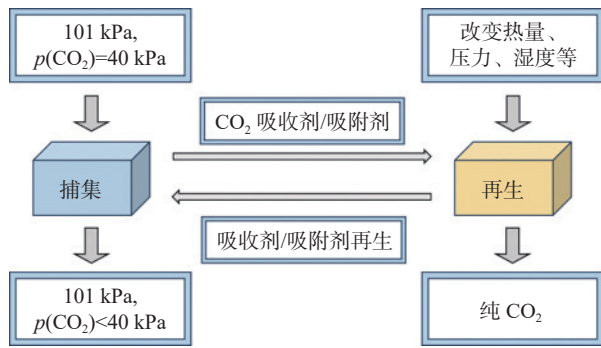 101 kPa,
p(CO₂)=40 kPa
改变热量、
压力、湿度等
CO₂ 吸收剂/吸附剂
捕集
再生
吸收剂/吸附剂再生
101 kPa,
p(CO₂)<40 kPa
纯 CO₂